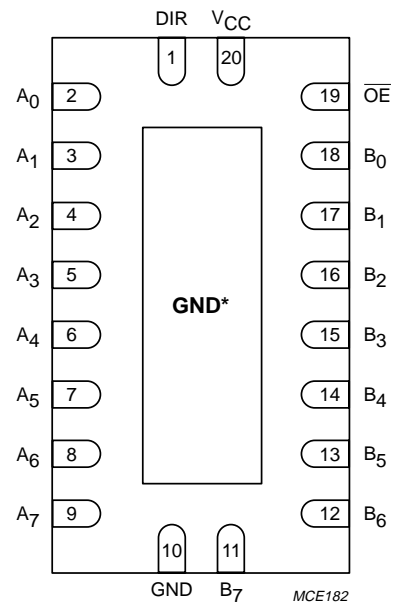 DIR VCC
1 20
A0 2 19 OE
A1 3 18 B0
A2 4 17 B1
A3 5 16 B2
GND*
A4 6 15 B3
A5 7 14 B4
A6 8 13 B5
A7 9 12 B6
10 11
GND B7
MCE182